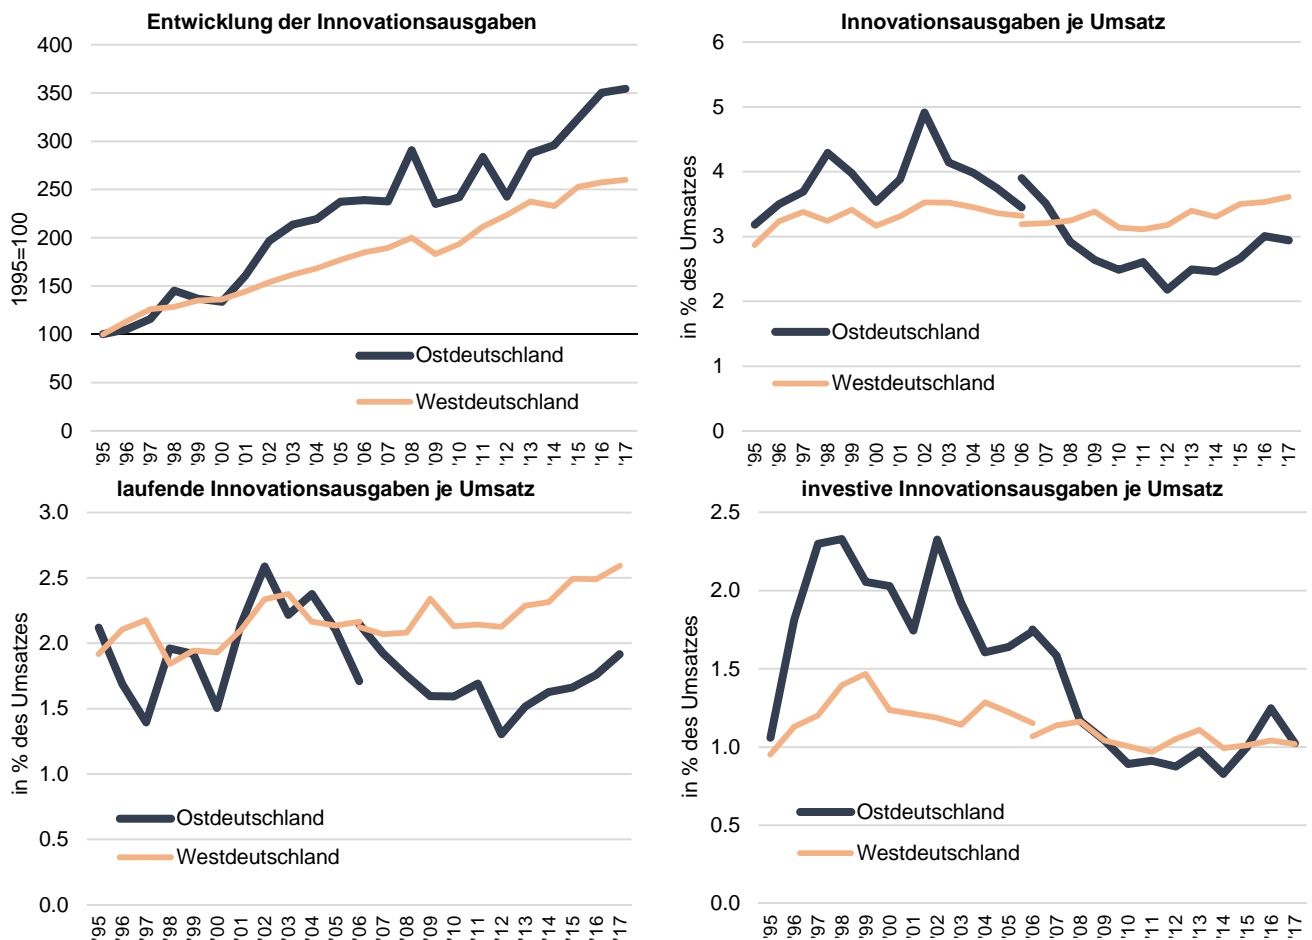 Entwicklung der Innovationsausgaben
400
350
300
250
200
150
100
50
0
1995=100
Ostdeutschland
Westdeutschland
'95 '96 '97 '98 '99 '00 '01 '02 '03 '04 '05 '06 '07 '08 '09 '10 '11 '12 '13 '14 '15 '16 '17
Innovationsausgaben je Umsatz
6
5
4
3
2
1
0
in % des Umsatzes
Ostdeutschland
Westdeutschland
'95 '96 '97 '98 '99 '00 '01 '02 '03 '04 '05 '06 '07 '08 '09 '10 '11 '12 '13 '14 '15 '16 '17
laufende Innovationsausgaben je Umsatz
3.0
2.5
2.0
1.5
1.0
0.5
0.0
in % des Umsatzes
Ostdeutschland
Westdeutschland
'95 '96 '97 '98 '99 '00 '01 '02 '03 '04 '05 '06 '07 '08 '09 '10 '11 '12 '13 '14 '15 '16 '17
investive Innovationsausgaben je Umsatz
2.5
2.0
1.5
1.0
0.5
0.0
in % des Umsatzes
Ostdeutschland
Westdeutschland
'95 '96 '97 '98 '99 '00 '01 '02 '03 '04 '05 '06 '07 '08 '09 '10 '11 '12 '13 '14 '15 '16 '17